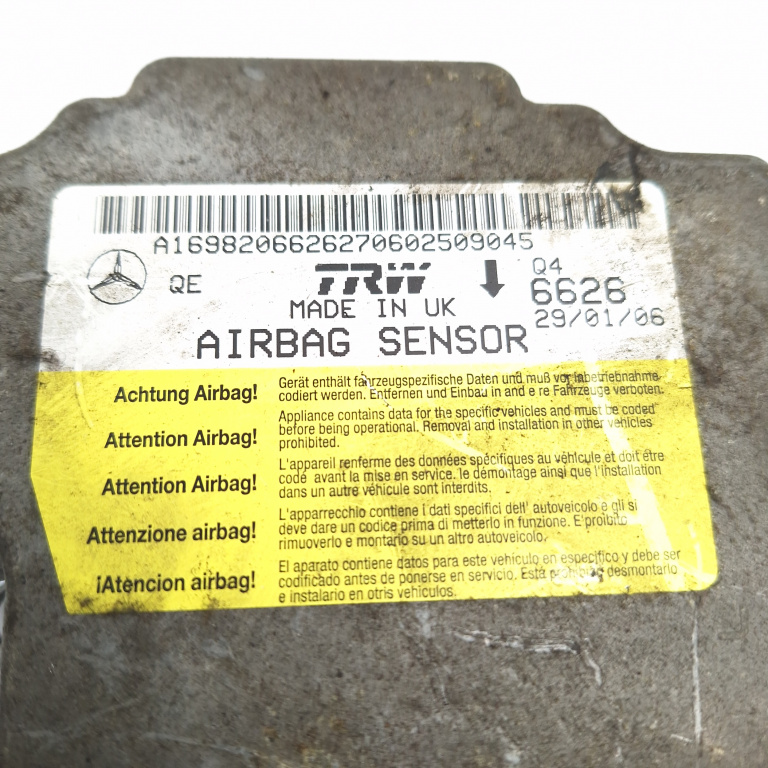 A1698206626270602509045
QE
TRW
Q4
6626
MADE IN UK
29/01/06
AIRBAG SENSOR
Achtung Airbag!
Gerät enthält fahrzeugspezifische Daten und muß vor Inbetriebnahme
codiert werden. Entfernen und Einbau in and e re Fahrzeuge verboten.
Attention Airbag!
Appliance contains data for the specific vehicles and must be coded
before being operational. Removal and installation in other vehicles
prohibited.
Attention Airbag!
L'appareil renferme des données spécifiques au véhicule et doit être
codé avant la mise en service. le démontage ainsi que l'installation
dans un autre véhicule sont interdits.
Attenzione airbag!
L'apparrecchio contiene i dati specifici dell' autoveicolo e gli si
deve dare un codice prima di metterlo in funzione. E'proibito
rimuoverlo e montarlo su un altro autoveicolo.
¡Atencion airbag!
El aparato contiene datos para este vehículo en especifico y debe ser
codificado antes de ponerse en servicio. Está prohibido desmontarlo
e instalarlo en otris vehículos.